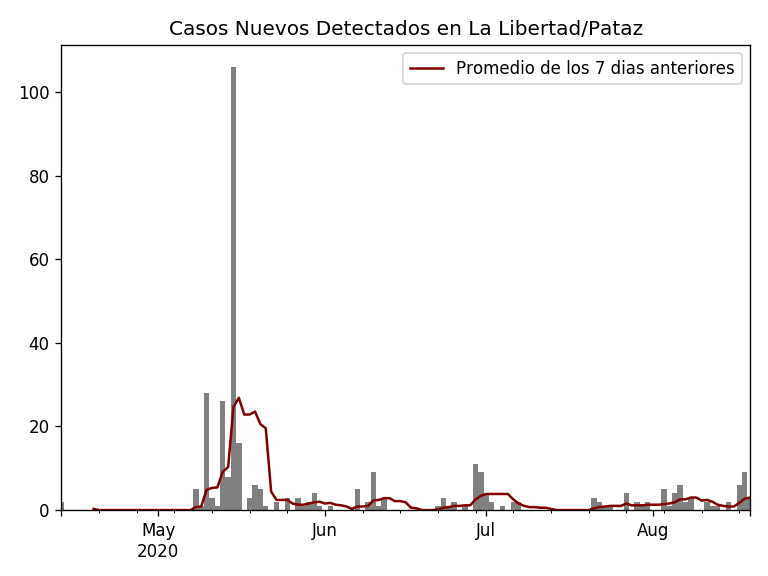 Casos Nuevos Detectados en La Libertad/Pataz
Promedio de los 7 dias anteriores
100
80
60
40
20
0
May Jun Jul Aug
2020